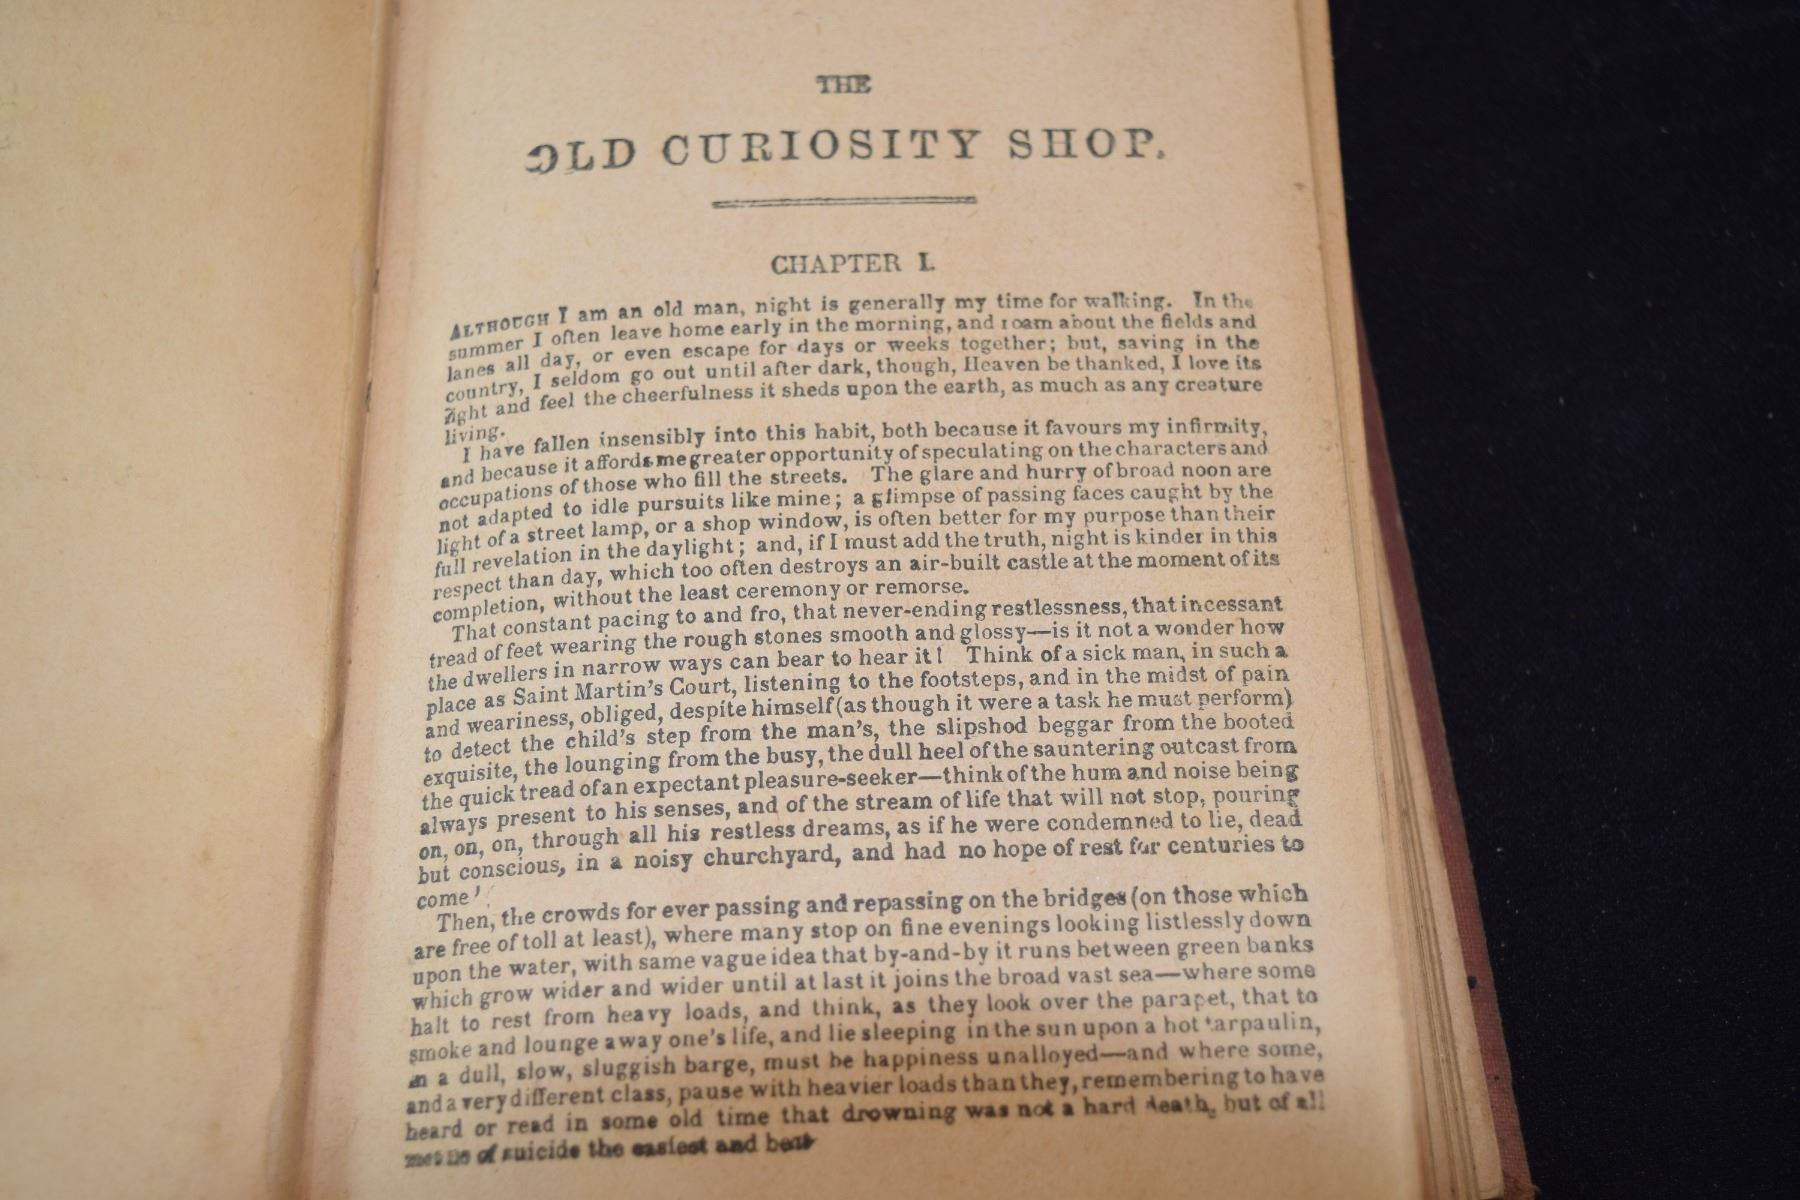 THE
OLD CURIOSITY SHOP.
CHAPTER I.
ALTHOUGH I am an old man, night is generally my time for walking. In the
summer I often leave home early in the morning, and roam about the fields and
lanes all day, or even escape for days or weeks together; but, saving in the
country, I seldom go out until after dark, though, Heaven be thanked, I love its
light and feel the cheerfulness it sheds upon the earth, as much as any creature
living.
I have fallen insensibly into this habit, both because it favours my infirmity,
and because it affords me greater opportunity of speculating on the characters and
occupations of those who fill the streets. The glare and hurry of broad noon are
not adapted to idle pursuits like mine; a glimpse of passing faces caught by the
light of a street lamp, or a shop window, is often better for my purpose than their
full revelation in the daylight; and, if I must add the truth, night is kinder in this
respect than day, which too often destroys an air-built castle at the moment of its
completion, without the least ceremony or remorse.
That constant pacing to and fro, that never-ending restlessness, that incessant
tread of feet wearing the rough stones smooth and glossy—is it not a wonder how
the dwellers in narrow ways can bear to hear it! Think of a sick man, in such a
place as Saint Martin's Court, listening to the footsteps, and in the midst of pain
and weariness, obliged, despite himself (as though it were a task he must perform)
to detect the child's step from the man's, the slipshod beggar from the booted
exquisite, the lounging from the busy, the dull heel of the sauntering outcast from
the quick tread of an expectant pleasure-seeker—think of the hum and noise being
always present to his senses, and of the stream of life that will not stop, pouring
on, on, on, through all his restless dreams, as if he were condemned to lie, dead
but conscious, in a noisy churchyard, and had no hope of rest for centuries to
come!
Then, the crowds for ever passing and repassing on the bridges (on those which
are free of toll at least), where many stop on fine evenings looking listlessly down
upon the water, with same vague idea that by-and-by it runs between green banks
which grow wider and wider until at last it joins the broad vast sea—where some
halt to rest from heavy loads, and think, as they look over the parapet, that to
smoke and lounge away one's life, and lie sleeping in the sun upon a hot tarpaulin,
in a dull, slow, sluggish barge, must be happiness unalloyed—and where some,
and a very different class, pause with heavier loads than they, remembering to have
heard or read in some old time that drowning was not a hard death, but of all
means of suicide the easiest and best